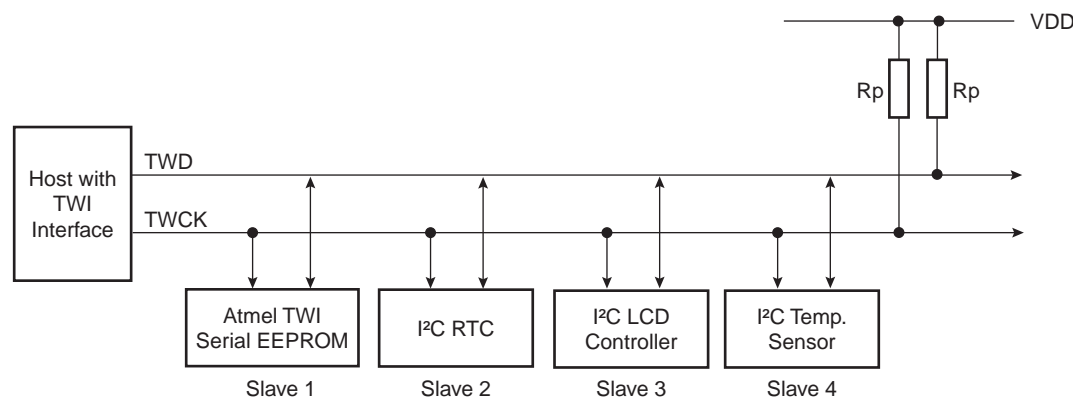 VDD
Rp
Rp
Host with
TWI
Interface
TWD
TWCK
Atmel TWI
Serial EEPROM
I²C RTC
I²C LCD
Controller
I²C Temp.
Sensor
Slave 1
Slave 2
Slave 3
Slave 4